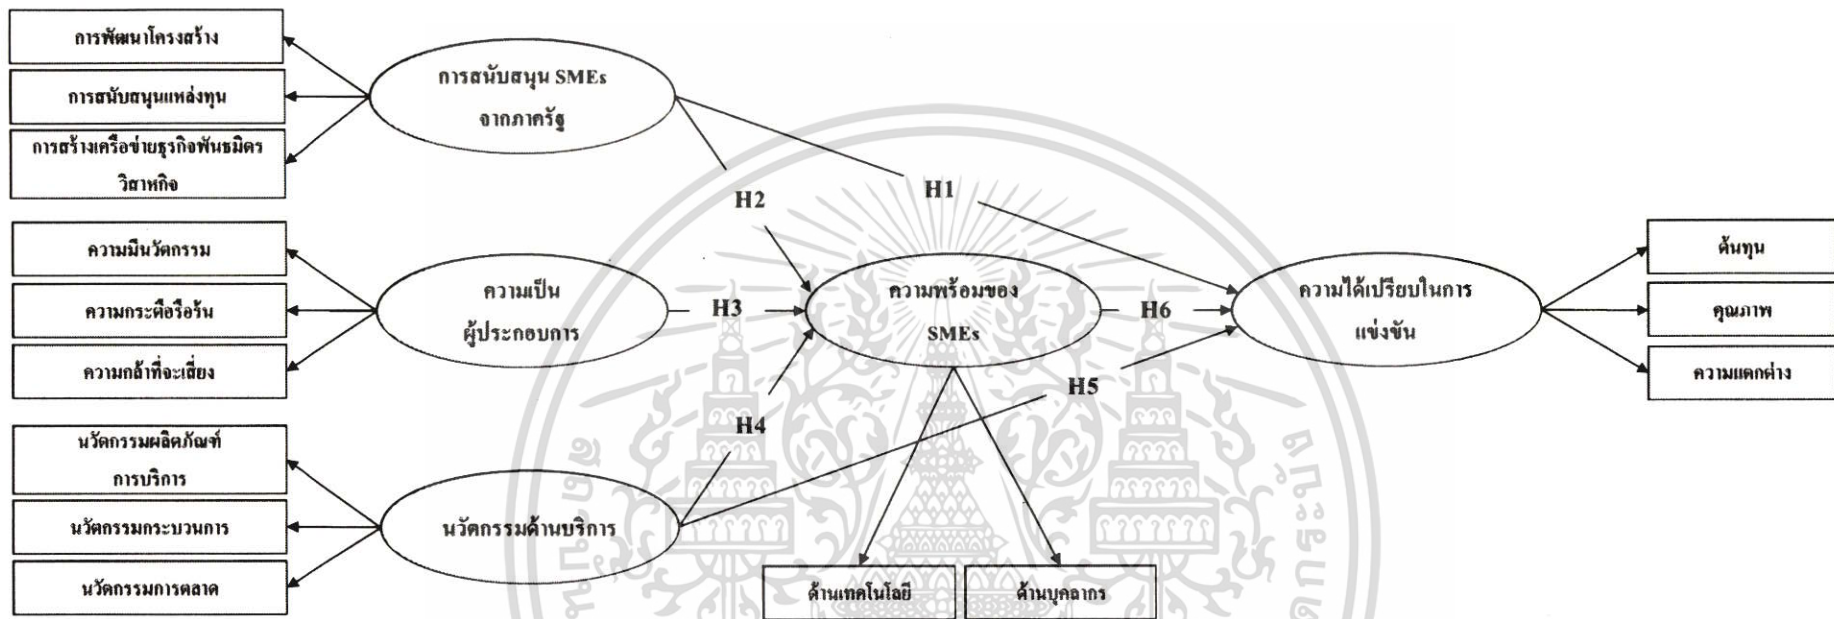 การพัฒนาโครงสร้าง
การสนับสนุนแหล่งทุน
การสร้างเครือข่ายธุรกิจพันธมิตร
วิสาหกิจ
การสนับสนุน SMEs
จากภาครัฐ
H1
H2
ความมีนวัตกรรม
ความกระตือรือร้น
ความกล้าที่จะเสี่ยง
ความเป็น
ผู้ประกอบการ
H3
ความพร้อมของ
SMEs
H6
ความได้เปรียบในการ
แข่งขัน
ต้นทุน
คุณภาพ
ความแตกต่าง
H5
H4
นวัตกรรมผลิตภัณฑ์
การบริการ
นวัตกรรมกระบวนการ
นวัตกรรมการตลาด
นวัตกรรมด้านบริการ
ด้านเทคโนโลยี
ด้านบุคลากร